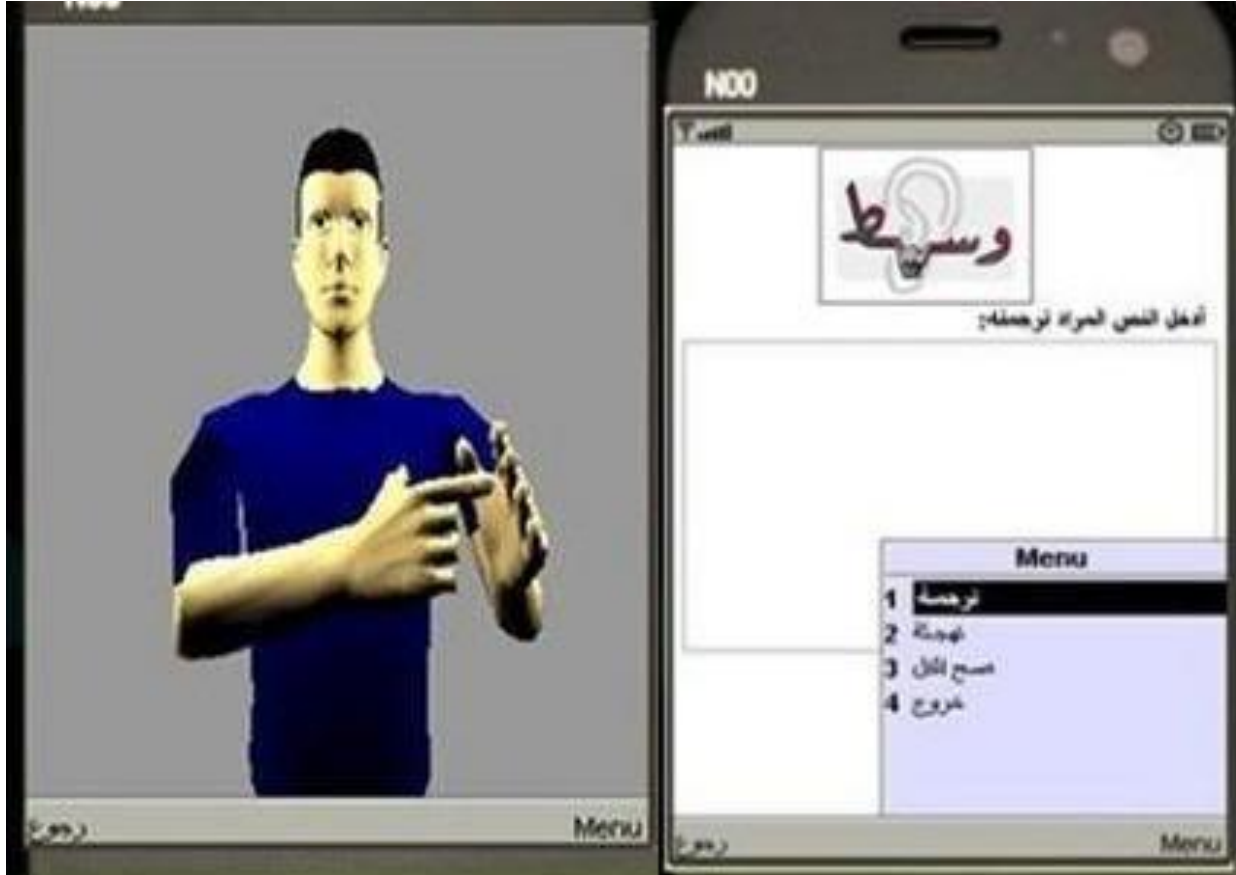 N00
رجوع Menu
N00
وسيط
أدخل النص المراد ترجمته:
Menu
1 ترجمة
2 تهجئة
3 مسح الكل
4 خروج
رجوع Menu